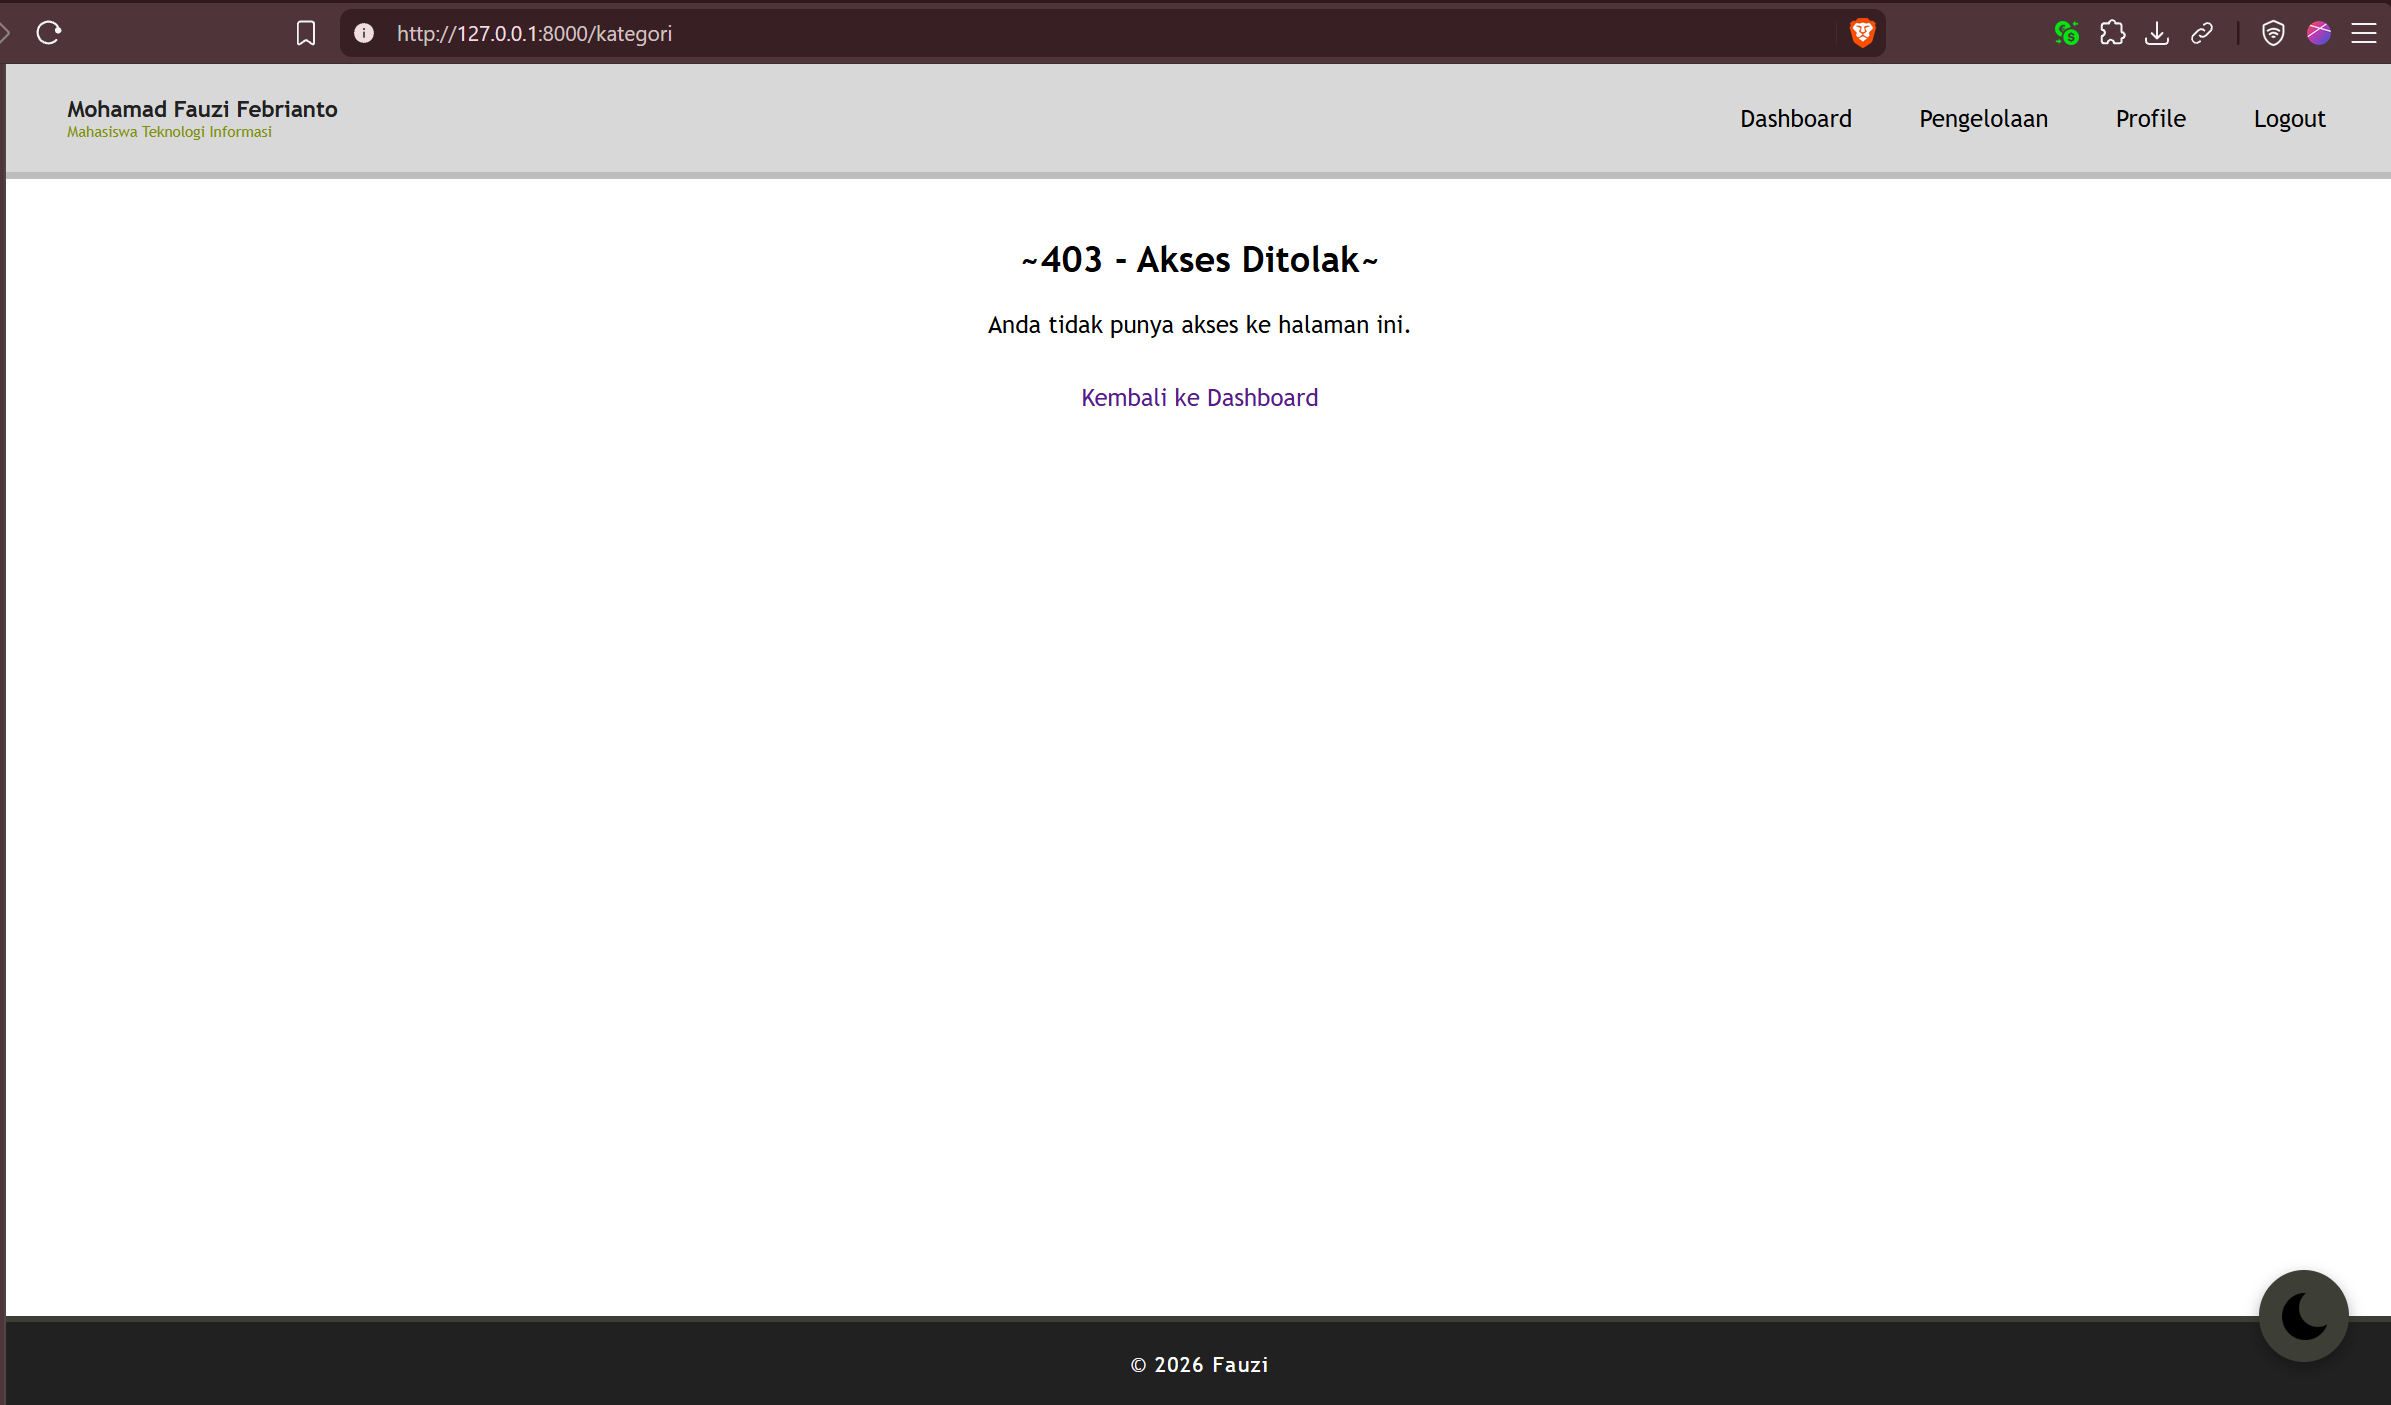 http://127.0.0.1:8000/kategori
Mohamad Fauzi Febrianto
Mahasiswa Teknologi Informasi
Dashboard
Pengelolaan
Profile
Logout
~403 - Akses Ditolak~
Anda tidak punya akses ke halaman ini.
Kembali ke Dashboard
© 2026 Fauzi